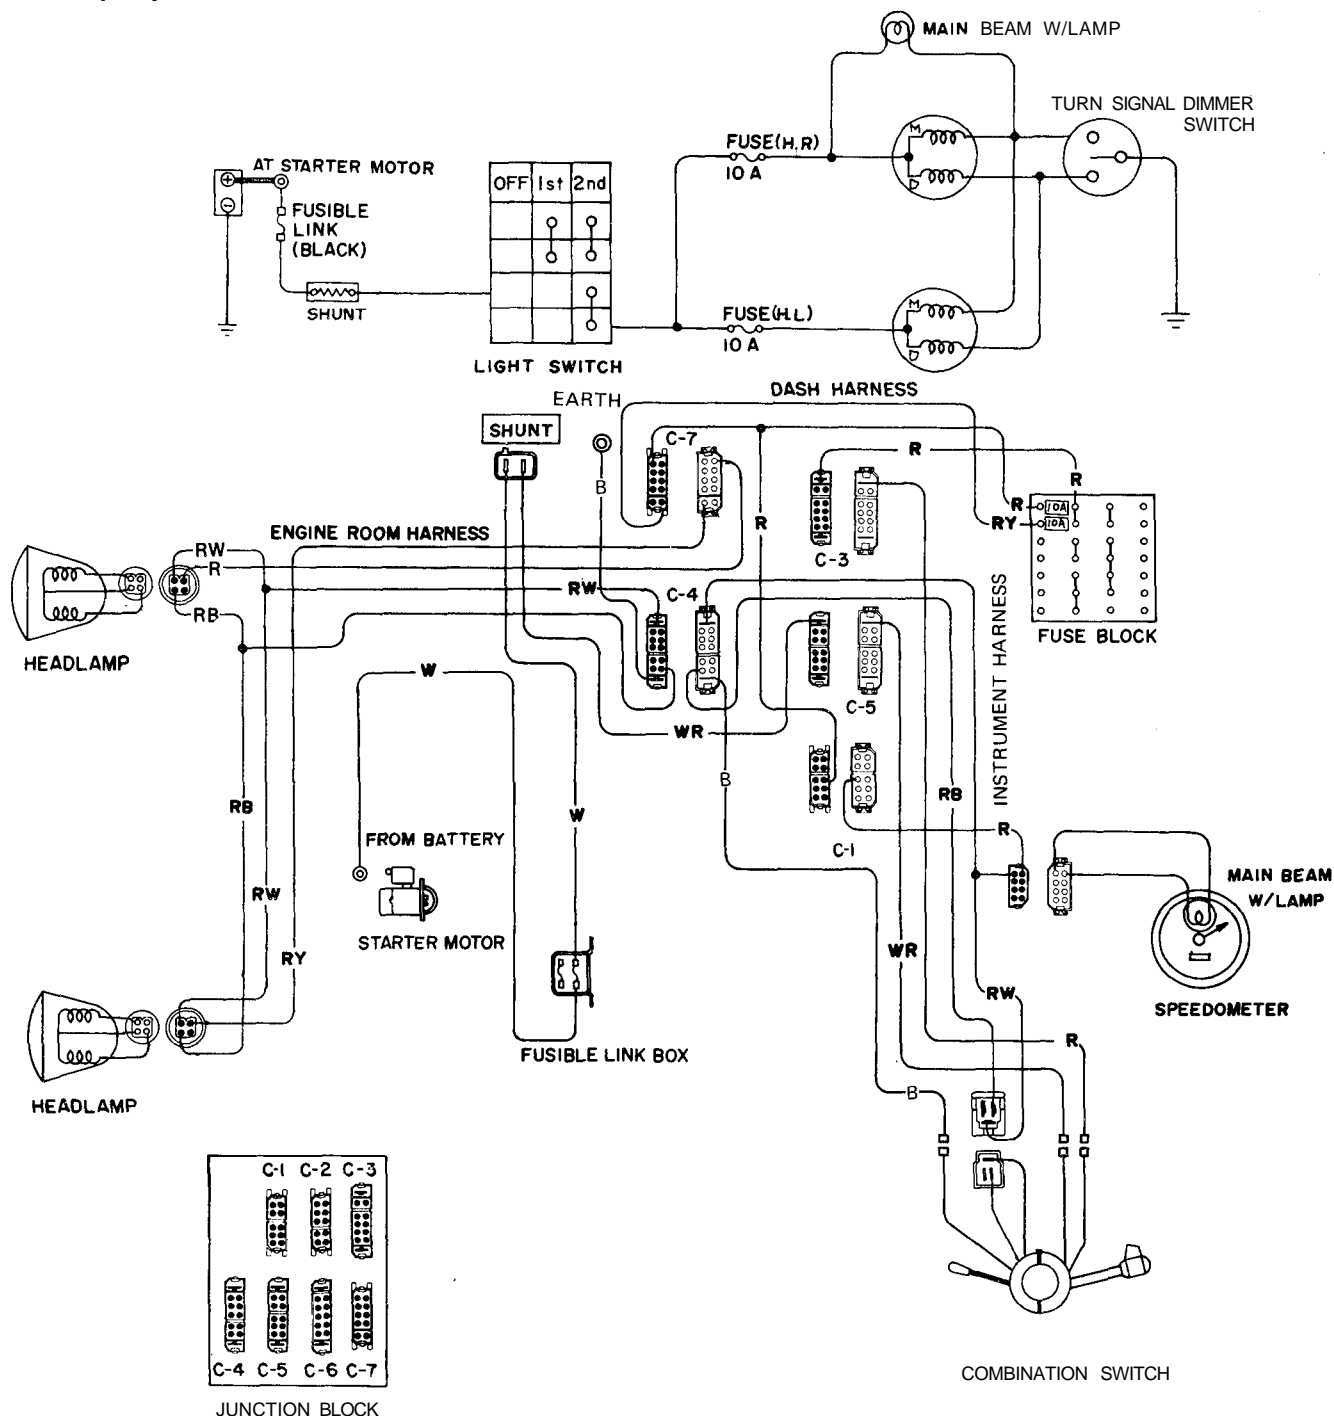 MAIN BEAM W/LAMP
TURN SIGNAL DIMMER
SWITCH
AT STARTER MOTOR
FUSIBLE
LINK
(BLACK)
SHUNT
OFF 1st 2nd
LIGHT SWITCH
FUSE(H.R)
10 A
M
D
FUSE(H.L)
10 A
M
D
EARTH
DASH HARNESS
SHUNT
C-7
B
R
R
R
R
RY
10A
10A
ENGINE ROOM HARNESS
C-3
RW
R
RB
RW
C-4
HEADLAMP
FUSE BLOCK
INSTRUMENT HARNESS
W
C-5
WR
B
RB
RB
W
FROM BATTERY
R
C-1
MAIN BEAM
W/LAMP
RW
STARTER MOTOR
RY
WR
RW
SPEEDOMETER
FUSIBLE LINK BOX
R
HEADLAMP
B
C-1 C-2 C-3
C-4 C-5 C-6 C-7
JUNCTION BLOCK
COMBINATION SWITCH